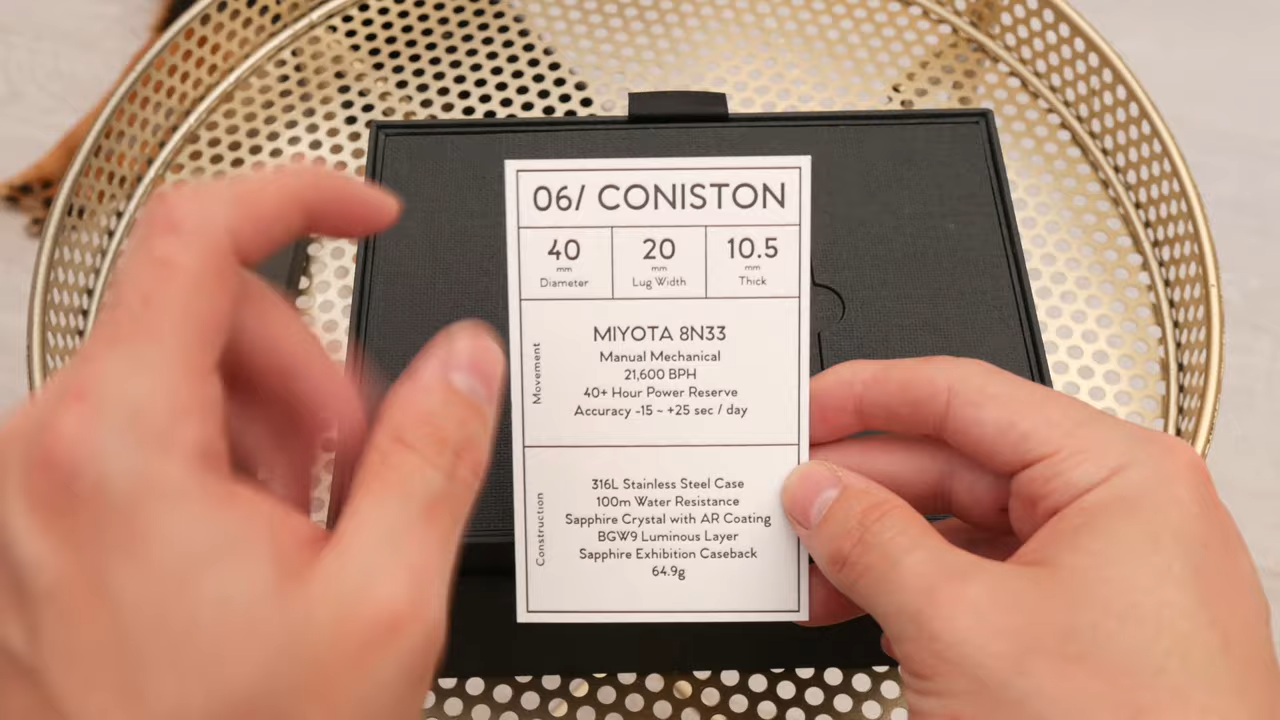 06/ CONISTON
40 20 10.5
mm mm mm
Diameter Lug Width Thick
Movement
MIYOTA 8N33
Manual Mechanical
21,600 BPH
40+ Hour Power Reserve
Accuracy -15 ~ +25 sec / day
Construction
316L Stainless Steel Case
100m Water Resistance
Sapphire Crystal with AR Coating
BGW9 Luminous Layer
Sapphire Exhibition Caseback
64.9g